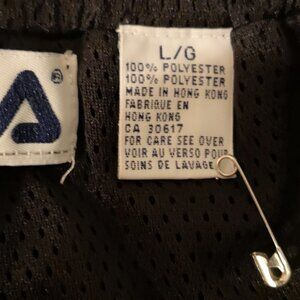 L/G
100% POLYESTER
100% POLYESTER
MADE IN HONG KONG
FABRIQUE EN
HONG KONG
CA 30617
FOR CARE SEE OVER
VOIR AU VERSO POUR
SOINS DE LAVAGE
®